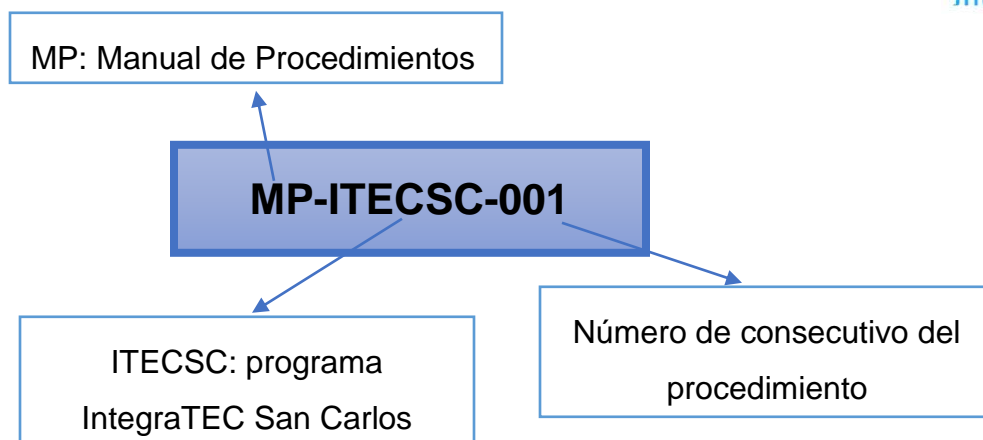 MP: Manual de Procedimientos
MP-ITECSC-001
ITECSC: programa
IntegraTEC San Carlos
Número de consecutivo del
procedimiento